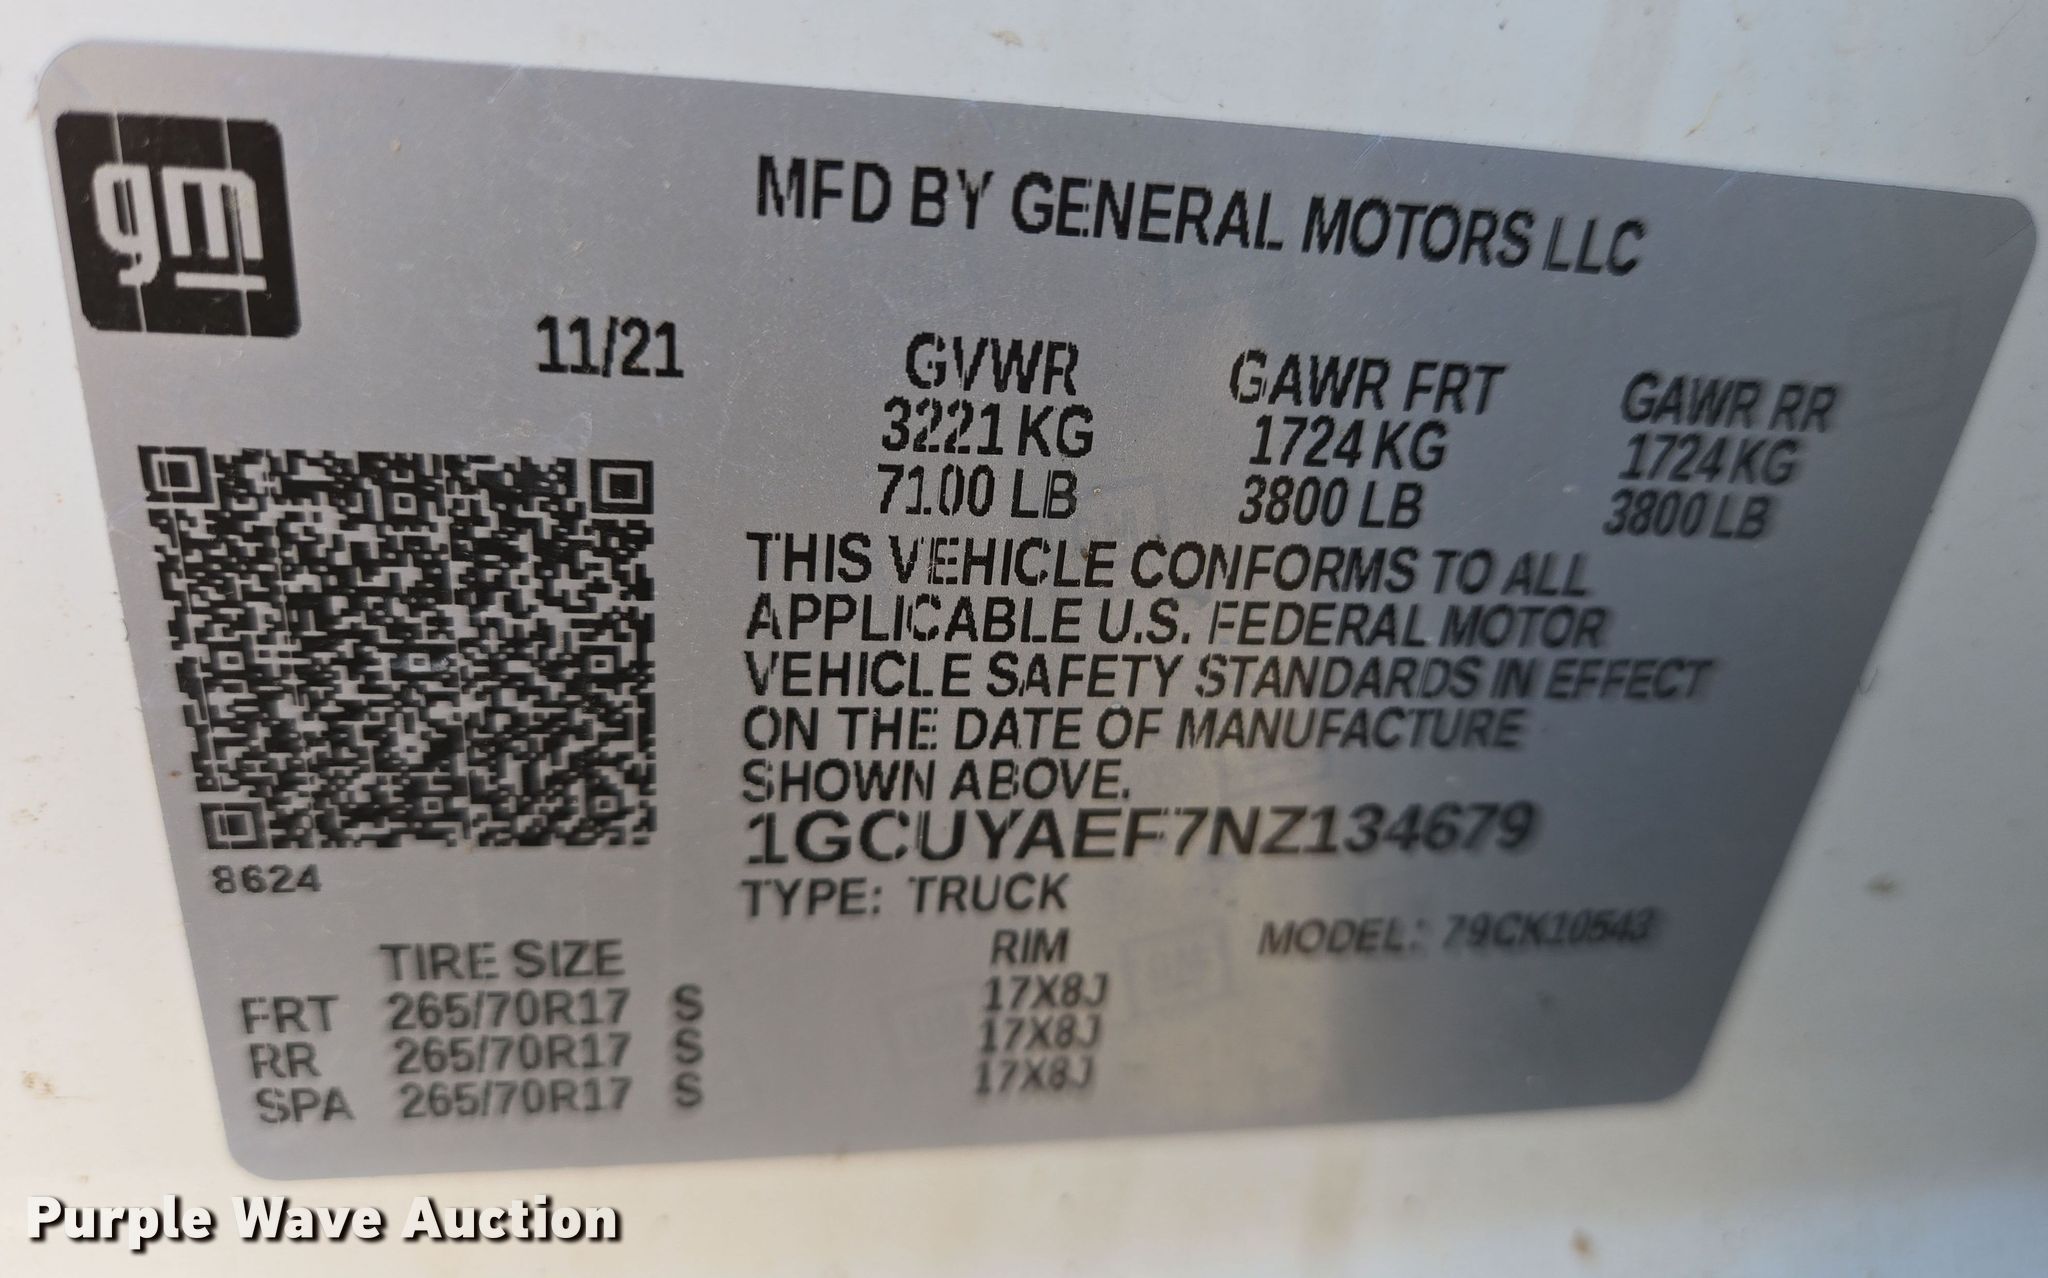 gm
MFD BY GENERAL MOTORS LLC
11/21
GVWR GAWR FRT GAWR RR
3221 KG 1724 KG 1724 KG
7100 LB 3800 LB 3800 LB
THIS VEHICLE CONFORMS TO ALL
APPLICABLE U.S. FEDERAL MOTOR
VEHICLE SAFETY STANDARDS IN EFFECT
ON THE DATE OF MANUFACTURE
SHOWN ABOVE.
1GCUYAEF7NZ134679
8624
TYPE: TRUCK
MODEL: 79CK10543
TIRE SIZE RIM
FRT 265/70R17 S 17X8J
RR 265/70R17 S 17X8J
SPA 265/70R17 S 17X8J
Purple Wave Auction